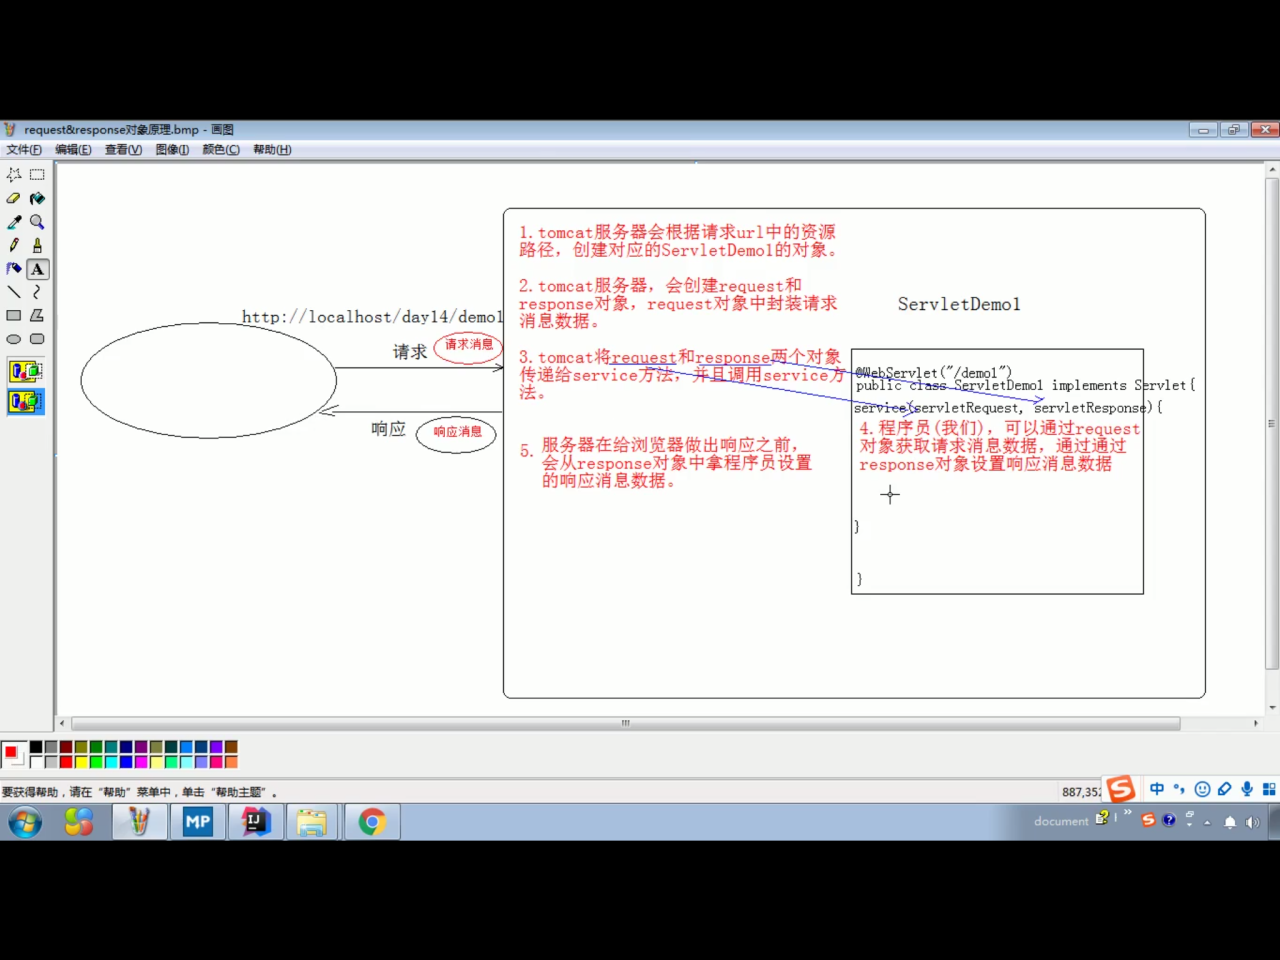 request&response对象原理.bmp - 画图
文件(F) 编辑(E) 查看(V) 图像(I) 颜色(C) 帮助(H)
http://localhost/day14/demo1
请求
请求消息
响应
响应消息
1.tomcat服务器会根据请求url中的资源
路径，创建对应的ServletDemo1的对象。
2.tomcat服务器，会创建request和
response对象，request对象中封装请求
消息数据。
3.tomcat将request和response两个对象
传递给service方法，并且调用service方
法。
5.
服务器在给浏览器做出响应之前，
会从response对象中拿程序员设置
的响应消息数据。
ServletDemo1
@WebServlet("/demo1")
public class ServletDemo1 implements Servlet{
service(servletRequest, servletResponse){
4.程序员(我们)，可以通过request
对象获取请求消息数据，通过通过
response对象设置响应消息数据
}
}
要获得帮助，请在“帮助”菜单中，单击“帮助主题”。
887,352
中
MP
IJ
document